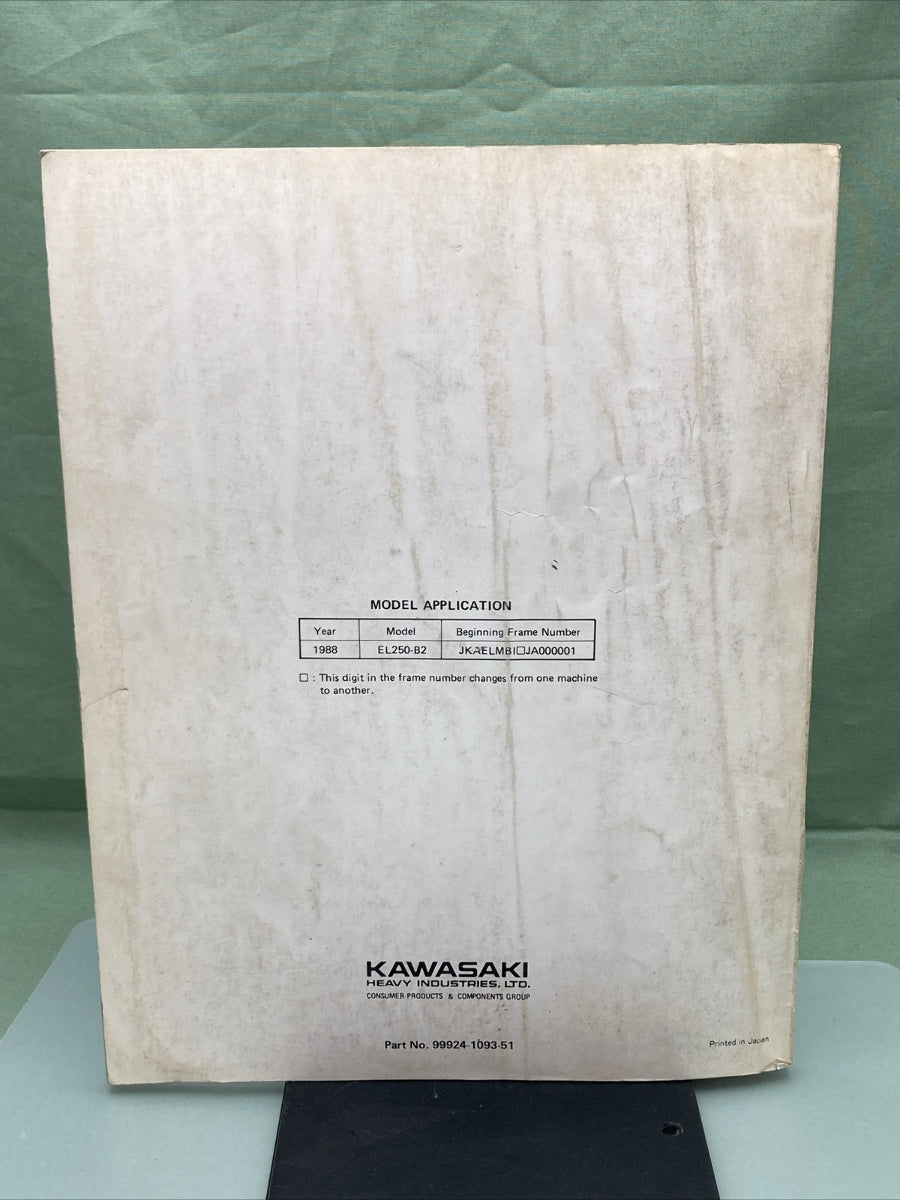 MODEL APPLICATION
Year Model Beginning Frame Number
1988 EL250-B2 JKAELMB1□JA000001
□ : This digit in the frame number changes from one machine
to another.
KAWASAKI
HEAVY INDUSTRIES, LTD.
CONSUMER PRODUCTS & COMPONENTS GROUP
Part No. 99924-1093-51
Printed in Japan